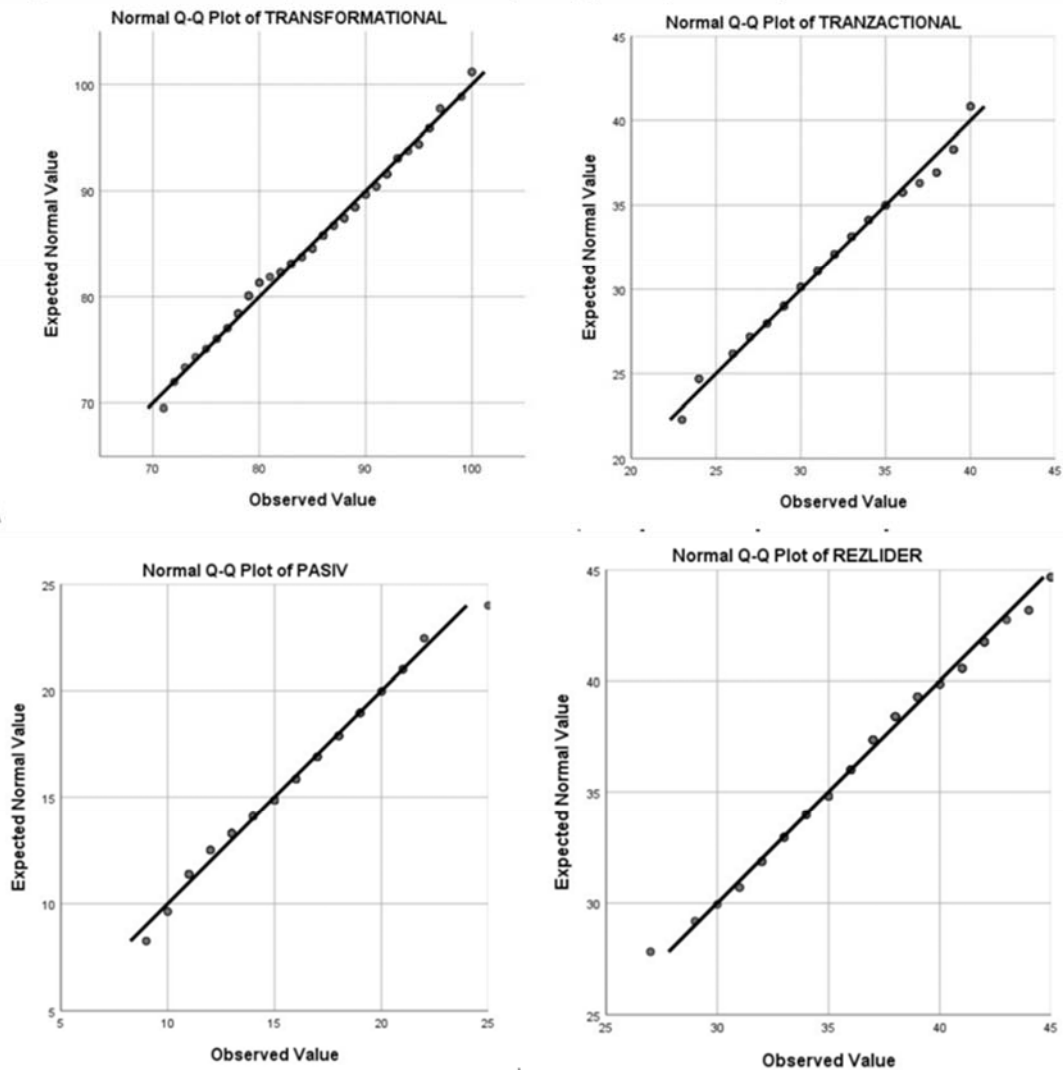 Normal Q-Q Plot of TRANSFORMATIONAL
Expected Normal Value
100
90
80
70
70 80 90 100
Observed Value
Normal Q-Q Plot of TRANZACTIONAL
Expected Normal Value
45
40
35
30
25
20
20 25 30 35 40 45
Observed Value
Normal Q-Q Plot of PASIV
Expected Normal Value
25
20
15
10
5
5 10 15 20 25
Observed Value
Normal Q-Q Plot of REZLIDER
Expected Normal Value
45
40
35
30
25
25 30 35 40 45
Observed Value